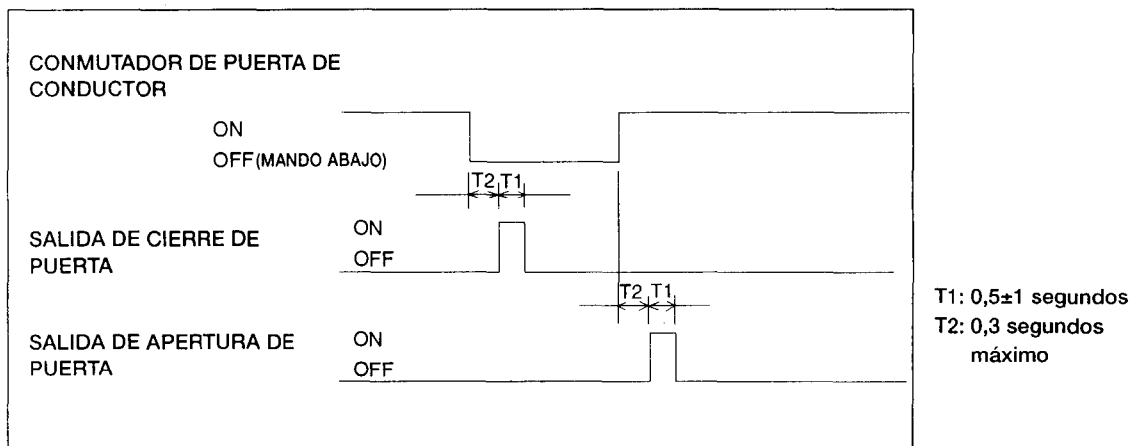 CONMUTADOR DE PUERTA DE
CONDUCTOR
ON
OFF(MANDO ABAJO)
T2 T1
SALIDA DE CIERRE DE
PUERTA
ON
OFF
T2 T1
SALIDA DE APERTURA DE
PUERTA
ON
OFF
T1: 0,5±1 segundos
T2: 0,3 segundos
máximo